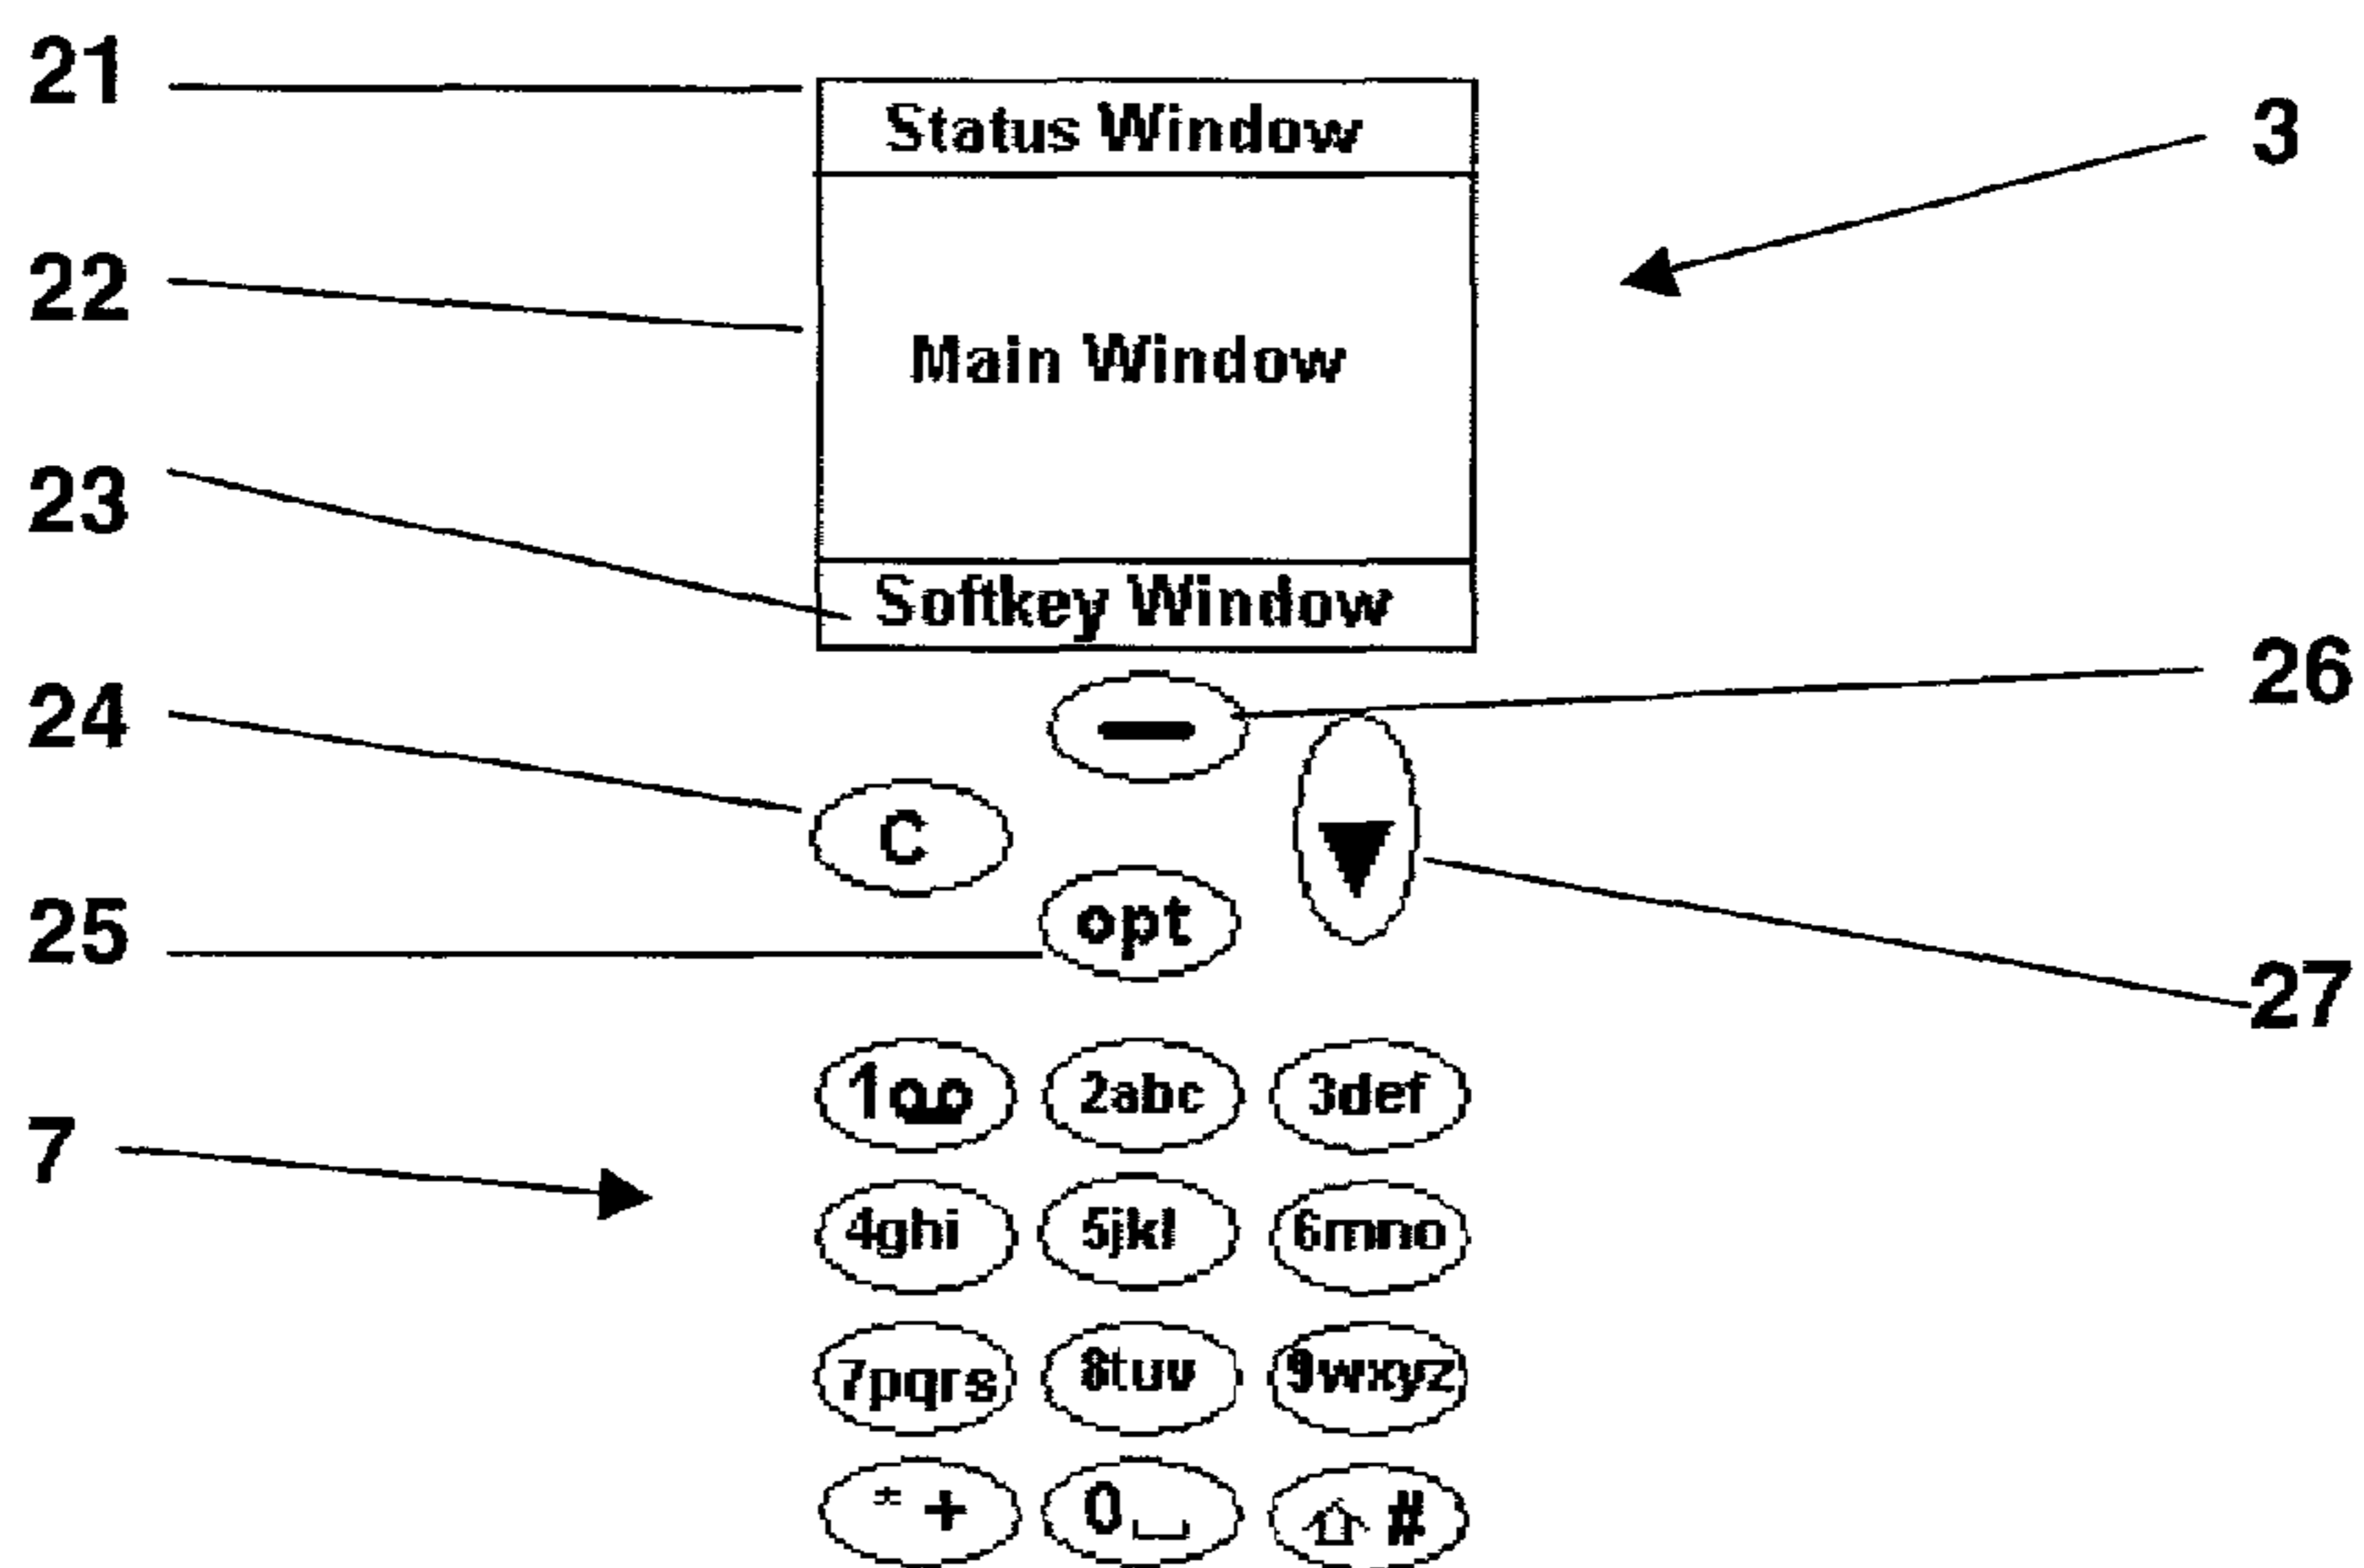 21
Status Window
3
22
Main Window
23
Softkey Window
26
24
C
25
opt
27
7
1
2abc
3def
4ghi
5jkl
6mno
7pqrs
8tuv
9wxyz
* +
0
#